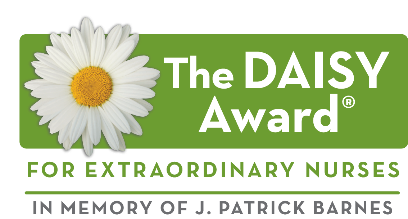 The DAISY
Award®
FOR EXTRAORDINARY NURSES
IN MEMORY OF J. PATRICK BARNES